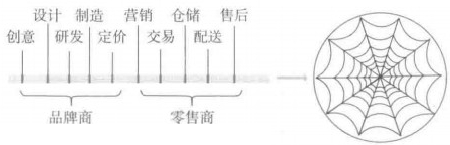 设计 制造 营销 仓储 售后
创意 研发 定价 交易 配送
品牌商 零售商